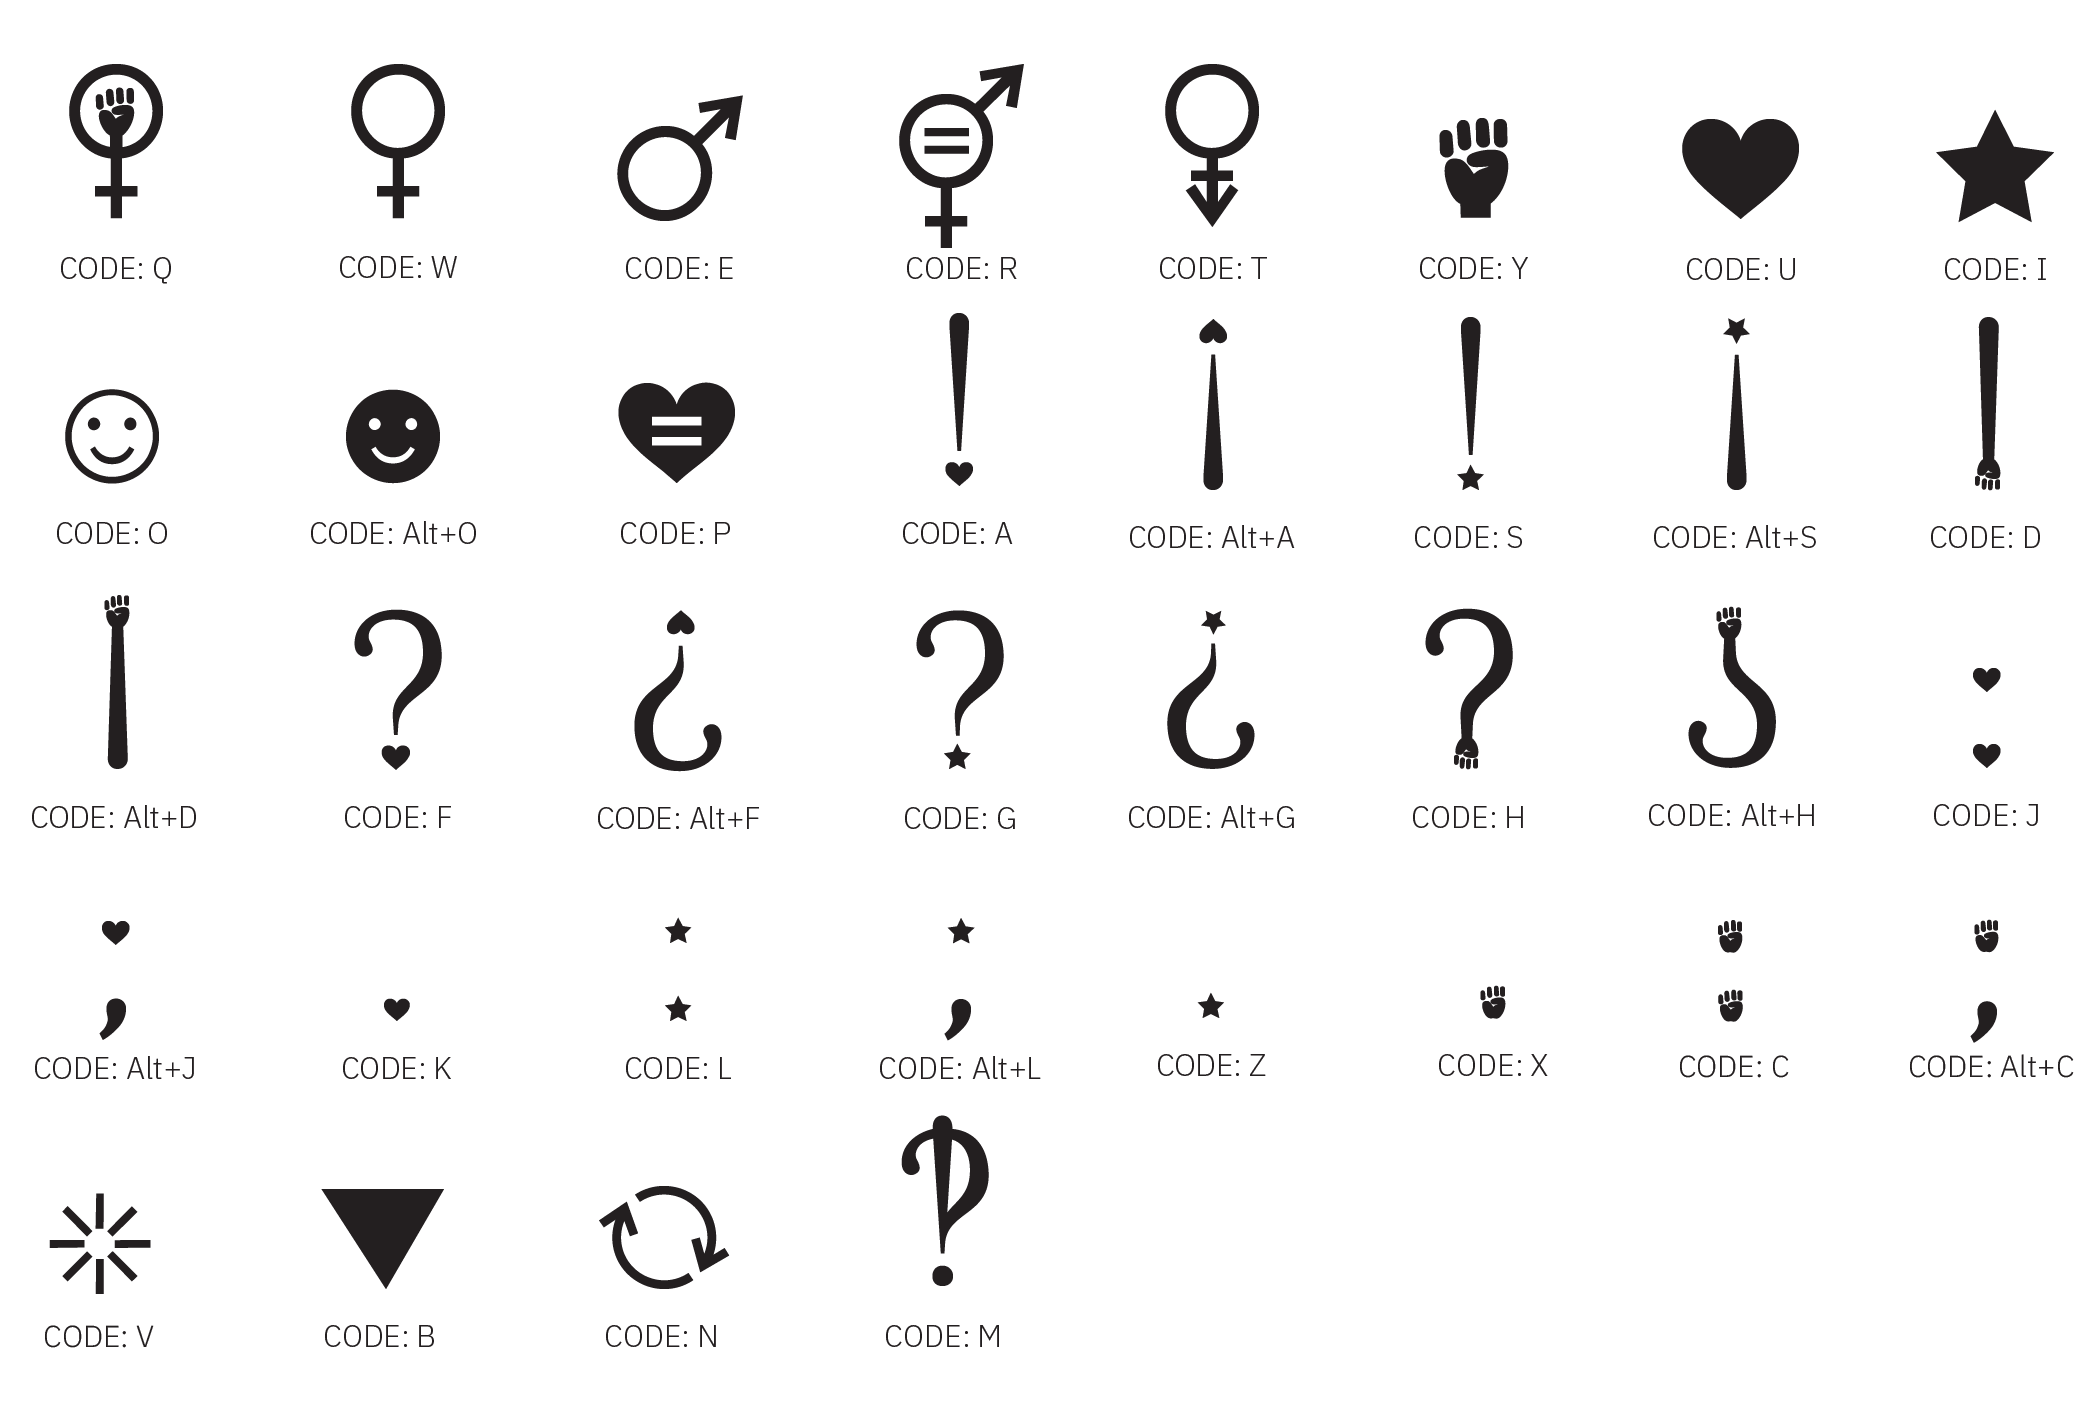 CODE: Q CODE: W CODE: E CODE: R CODE: T CODE: Y CODE: U CODE: I
CODE: O CODE: Alt+O CODE: P CODE: A CODE: Alt+A CODE: S CODE: Alt+S CODE: D
CODE: Alt+D CODE: F CODE: Alt+F CODE: G CODE: Alt+G CODE: H CODE: Alt+H CODE: J
CODE: Alt+J CODE: K CODE: L CODE: Alt+L CODE: Z CODE: X CODE: C CODE: Alt+C
CODE: V CODE: B CODE: N CODE: M